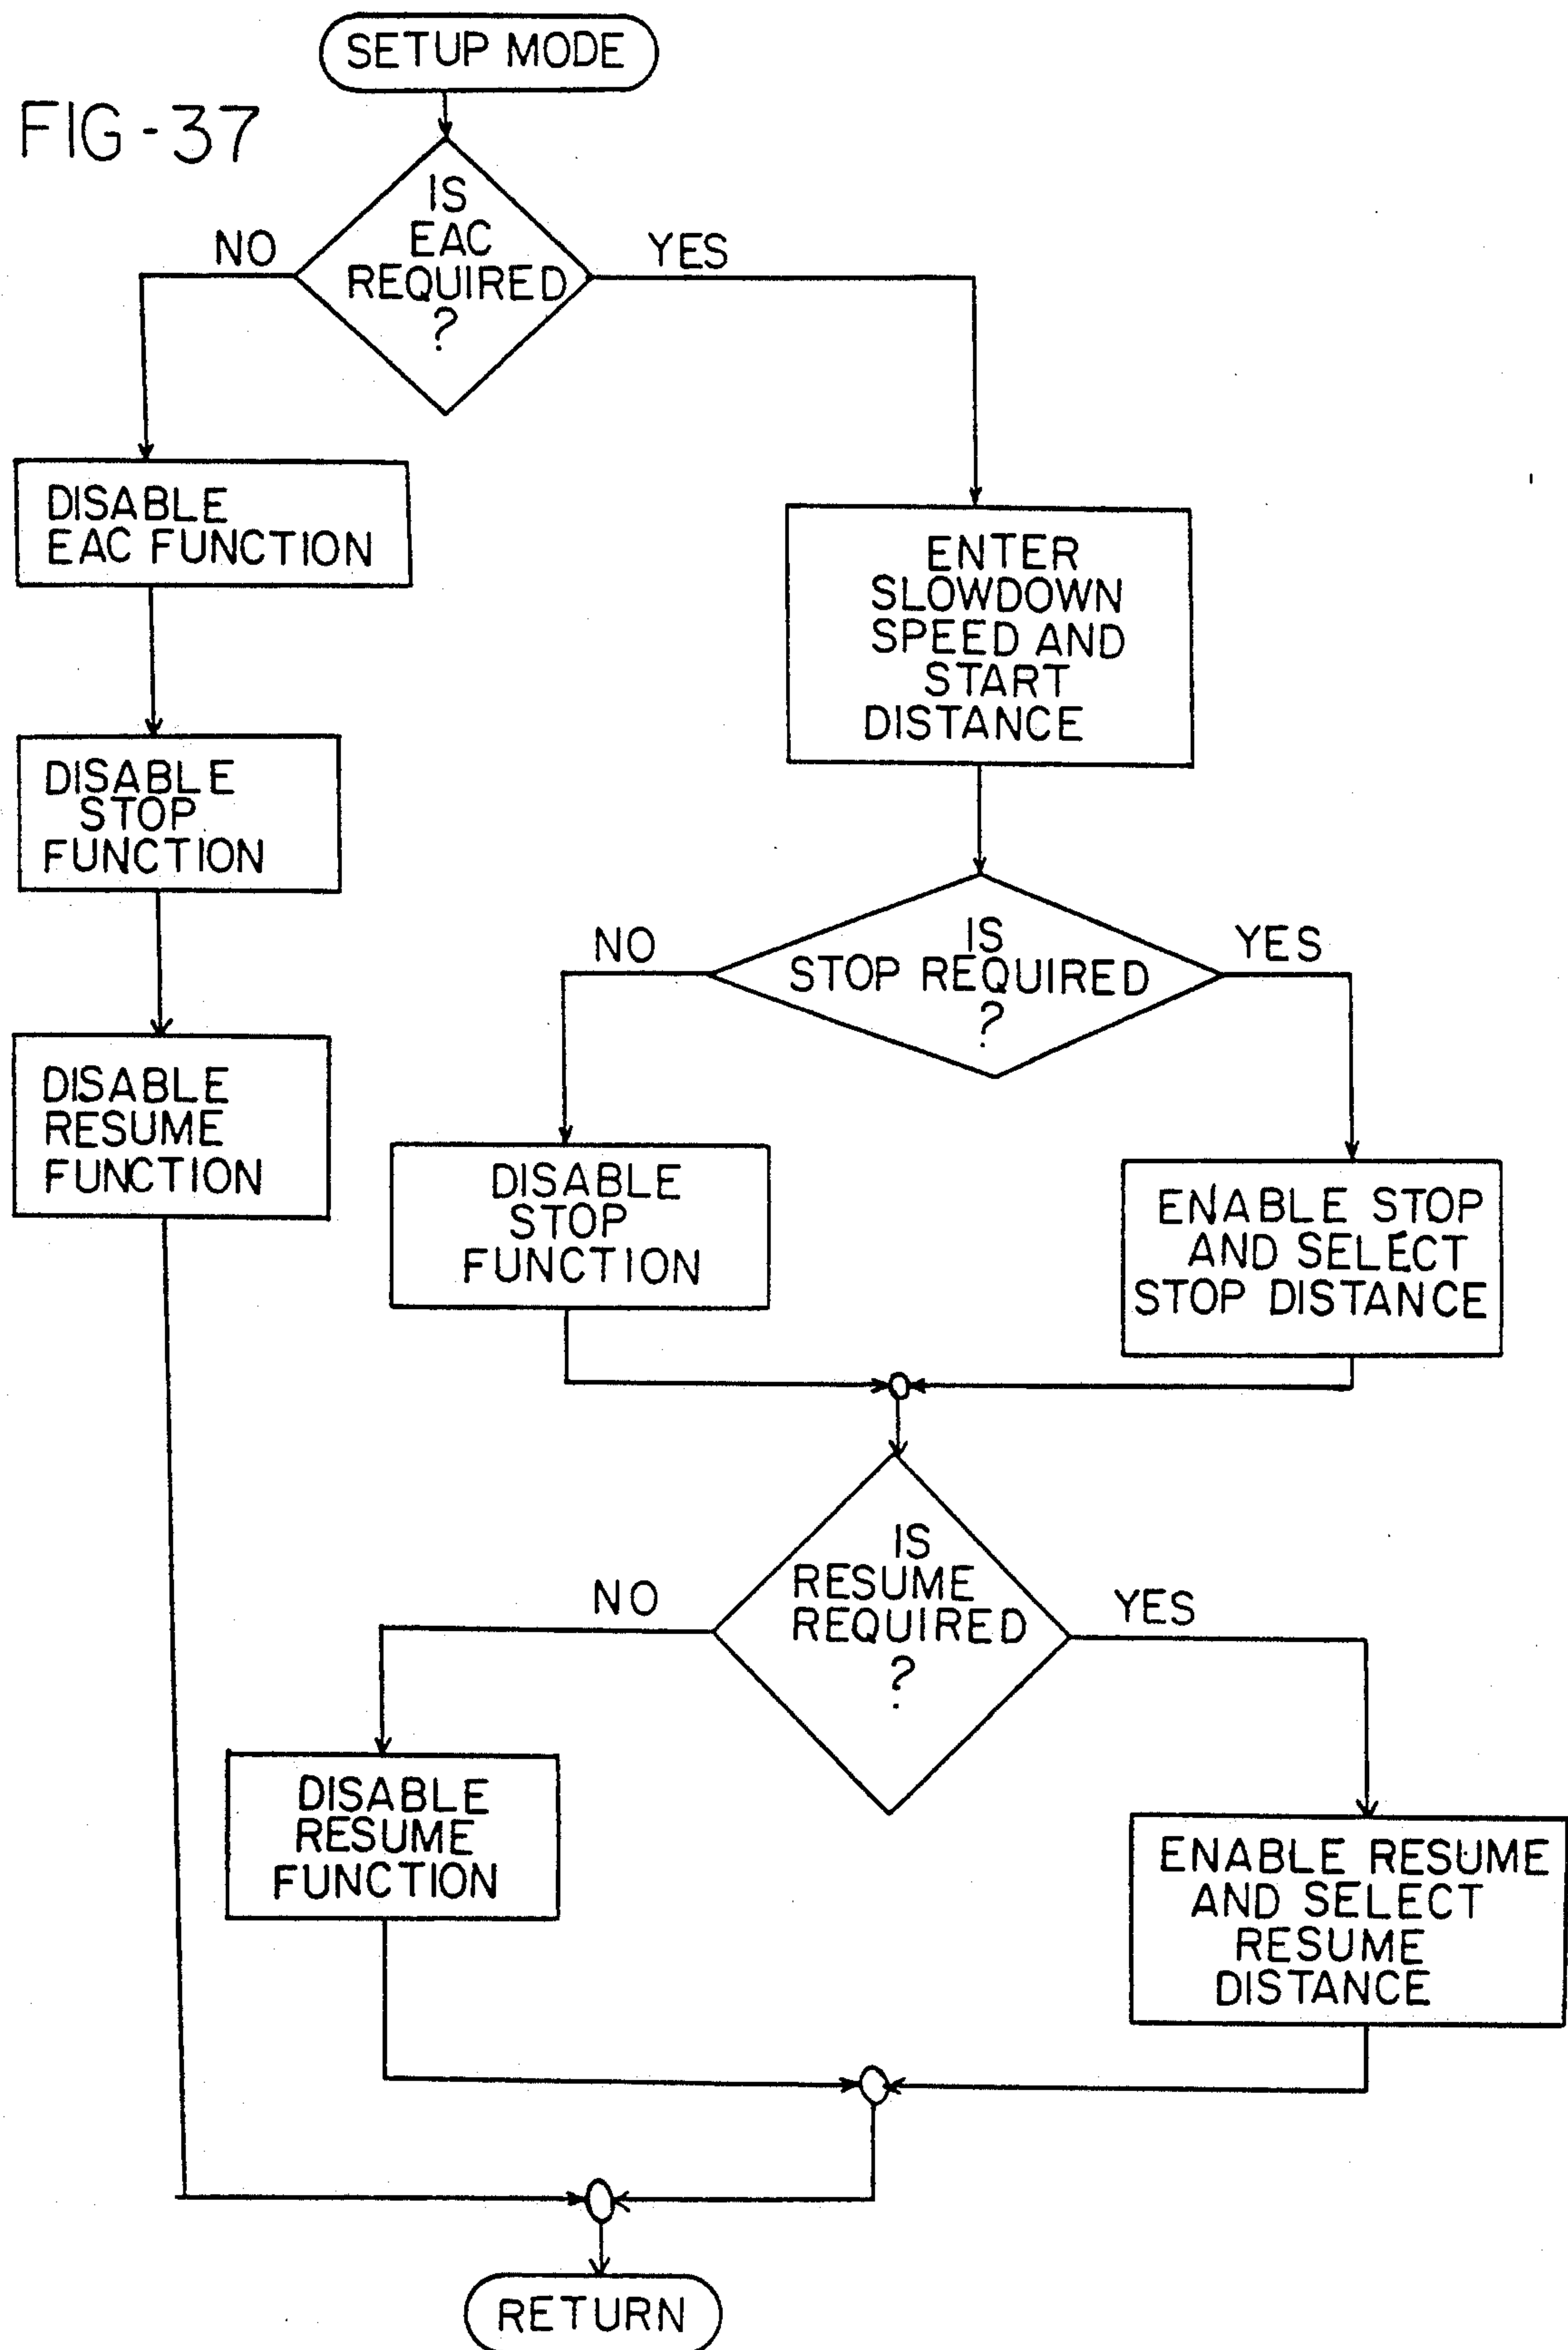 SETUP MODE
FIG-37
IS
EAC
REQUIRED
?
NO
YES
DISABLE
EAC FUNCTION
DISABLE
STOP
FUNCTION
DISABLE
RESUME
FUNCTION
ENTER
SLOWDOWN
SPEED AND
START
DISTANCE
IS
STOP REQUIRED
?
NO
YES
DISABLE
STOP
FUNCTION
ENABLE STOP
AND SELECT
STOP DISTANCE
IS
RESUME
REQUIRED
?
NO
YES
DISABLE
RESUME
FUNCTION
ENABLE RESUME
AND SELECT
RESUME
DISTANCE
RETURN